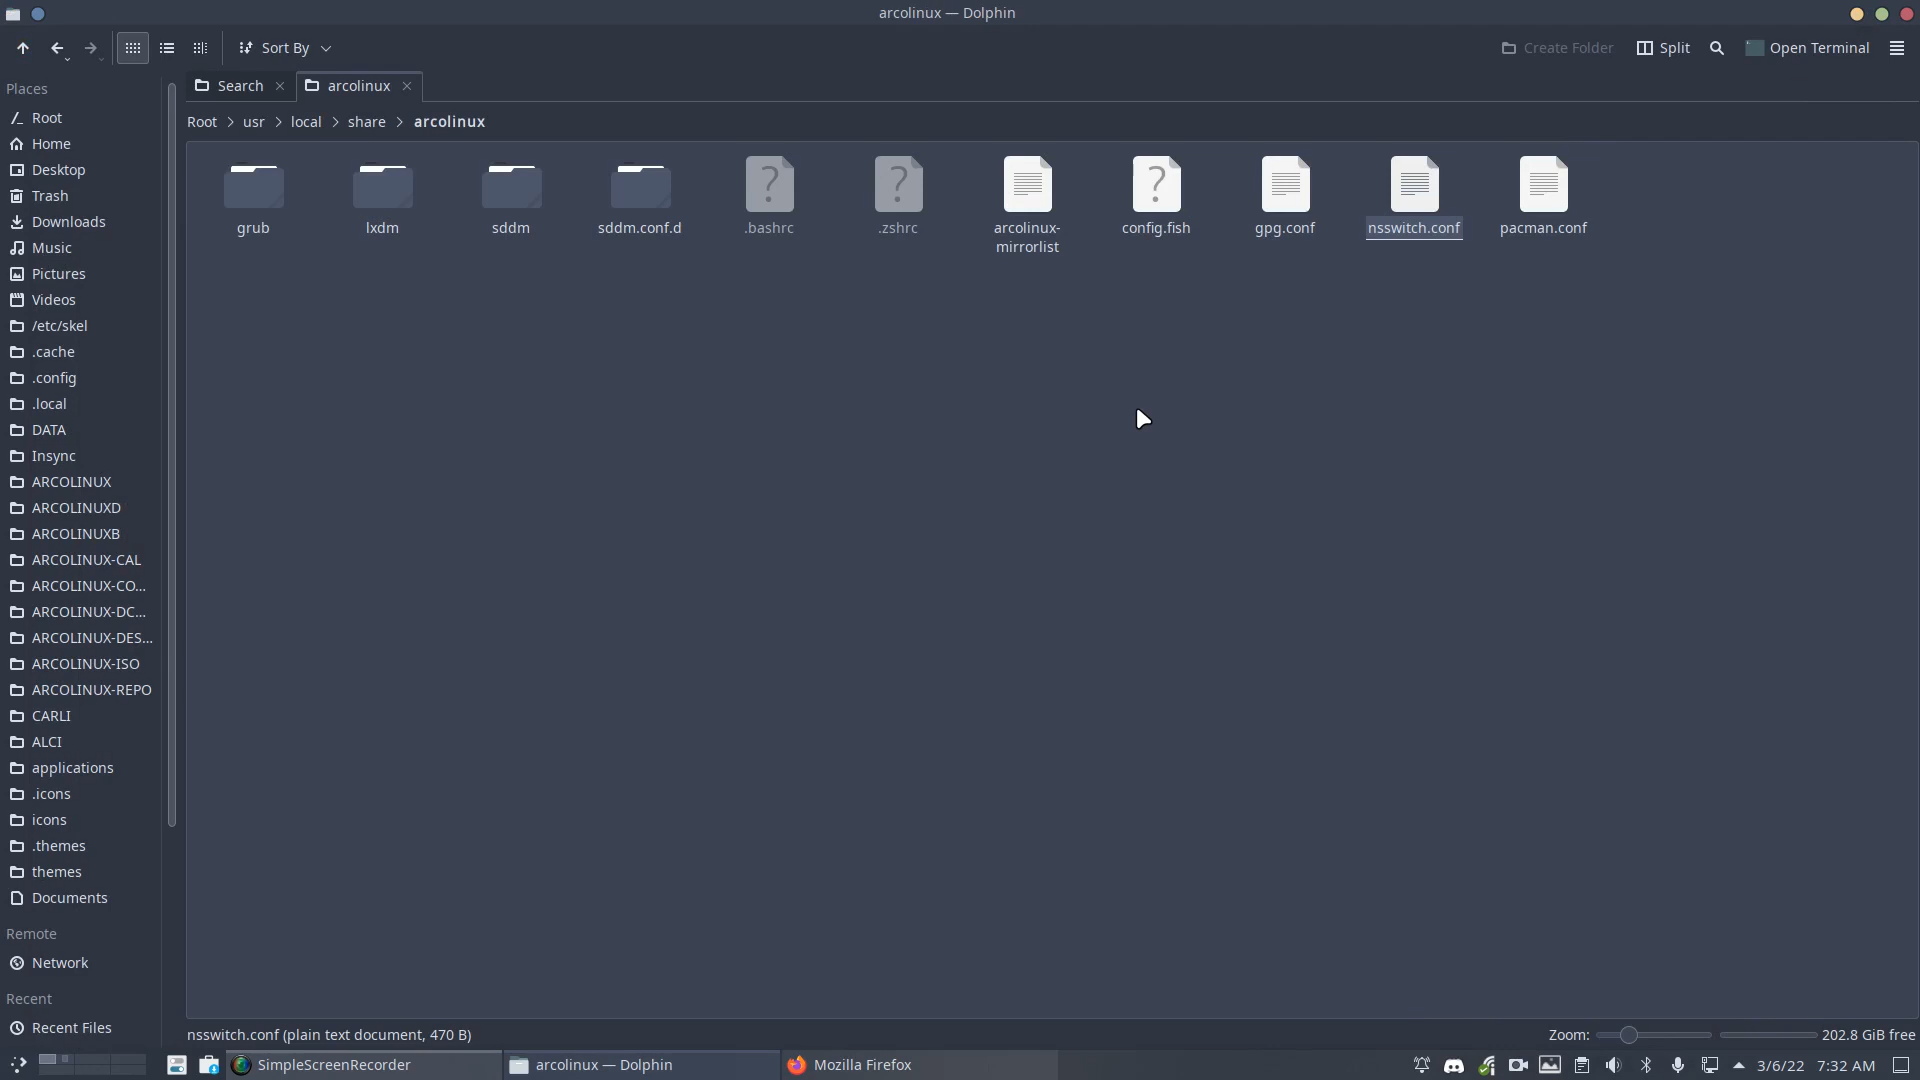 arcolinux — Dolphin
Sort By
Create Folder
Split
Open Terminal
Places
Root
Home
Desktop
Trash
Downloads
Music
Pictures
Videos
/etc/skel
.cache
.config
.local
DATA
Insync
ARCOLINUX
ARCOLINUXD
ARCOLINUXB
ARCOLINUX-CAL
ARCOLINUX-CO...
ARCOLINUX-DC...
ARCOLINUX-DES...
ARCOLINUX-ISO
ARCOLINUX-REPO
CARLI
ALCI
applications
.icons
icons
.themes
themes
Documents
Remote
Network
Recent
Recent Files
Search
arcolinux
Root > usr > local > share > arcolinux
grub
lxdm
sddm
sddm.conf.d
.bashrc
.zshrc
arcolinux-
mirrorlist
config.fish
gpg.conf
nsswitch.conf
pacman.conf
nsswitch.conf (plain text document, 470 B)
Zoom:
202.8 GiB free
SimpleScreenRecorder
arcolinux — Dolphin
Mozilla Firefox
3/6/22
7:32 AM